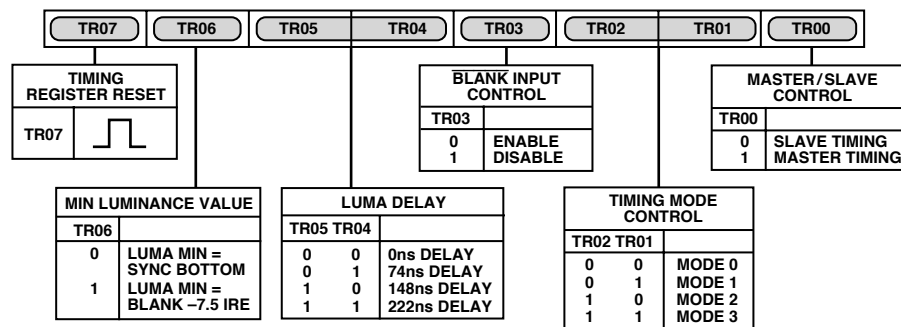 TR07 TR06 TR05 TR04 TR03 TR02 TR01 TR00
TIMING
REGISTER RESET
TR07
BLANK INPUT
CONTROL
TR03
0 ENABLE
1 DISABLE
MASTER/SLAVE
CONTROL
TR00
0 SLAVE TIMING
1 MASTER TIMING
MIN LUMINANCE VALUE
TR06
0 LUMA MIN =
SYNC BOTTOM
1 LUMA MIN =
BLANK –7.5 IRE
LUMA DELAY
TR05 TR04
0 0 0ns DELAY
0 1 74ns DELAY
1 0 148ns DELAY
1 1 222ns DELAY
TIMING MODE
CONTROL
TR02 TR01
0 0 MODE 0
0 1 MODE 1
1 0 MODE 2
1 1 MODE 3